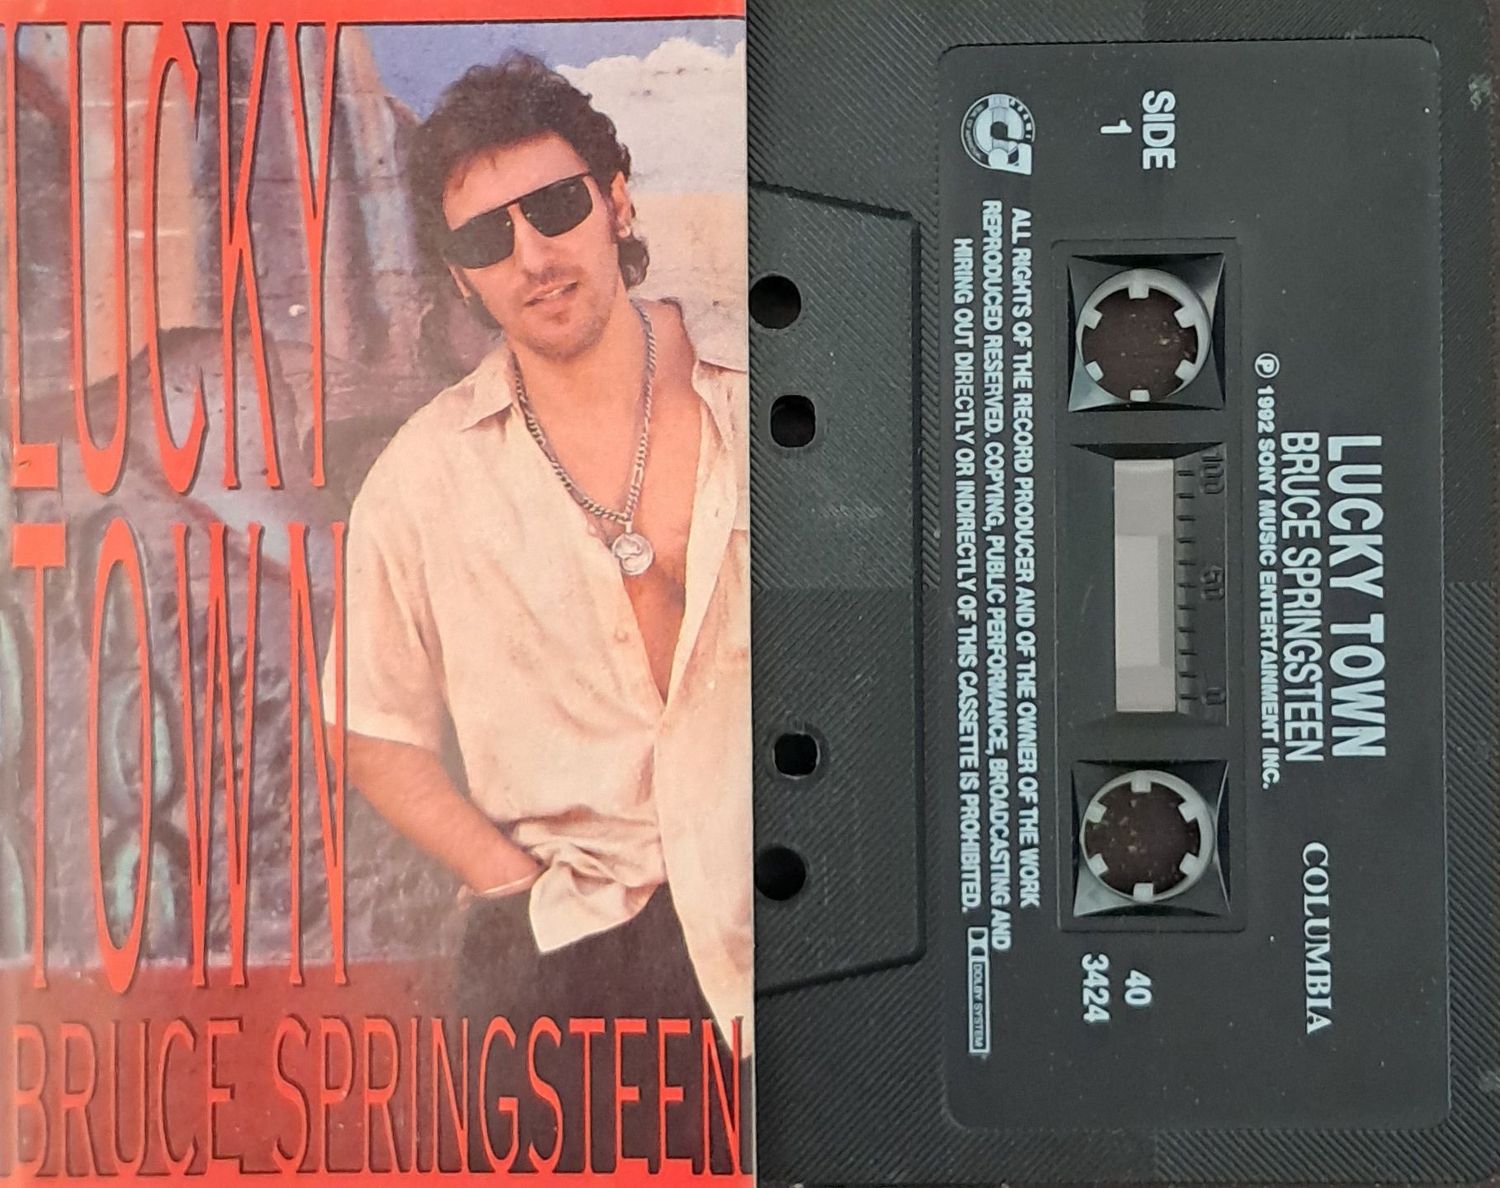 LUCKY
TOWN
BRUCE SPRINGSTEEN
SIDE
1
LUCKY TOWN
BRUCE SPRINGSTEEN
℗ 1992 SONY MUSIC ENTERTAINMENT INC.
COLUMBIA
100 50 0
40
3424
ALL RIGHTS OF THE RECORD PRODUCER AND OF THE OWNER OF THE WORK
REPRODUCED RESERVED. COPYING, PUBLIC PERFORMANCE, BROADCASTING AND
HIRING OUT DIRECTLY OR INDIRECTLY OF THIS CASSETTE IS PROHIBITED.
DOLBY SYSTEM